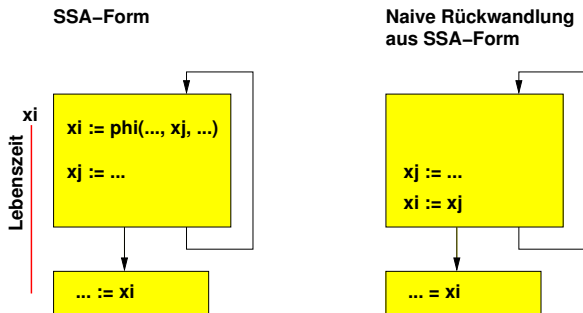 SSA–Form
xi
Lebenszeit
xi := phi(..., xj, ...)
xj := ...
... := xi
Naive Rückwandlung
aus SSA–Form
xj := ...
xi := xj
... = xi